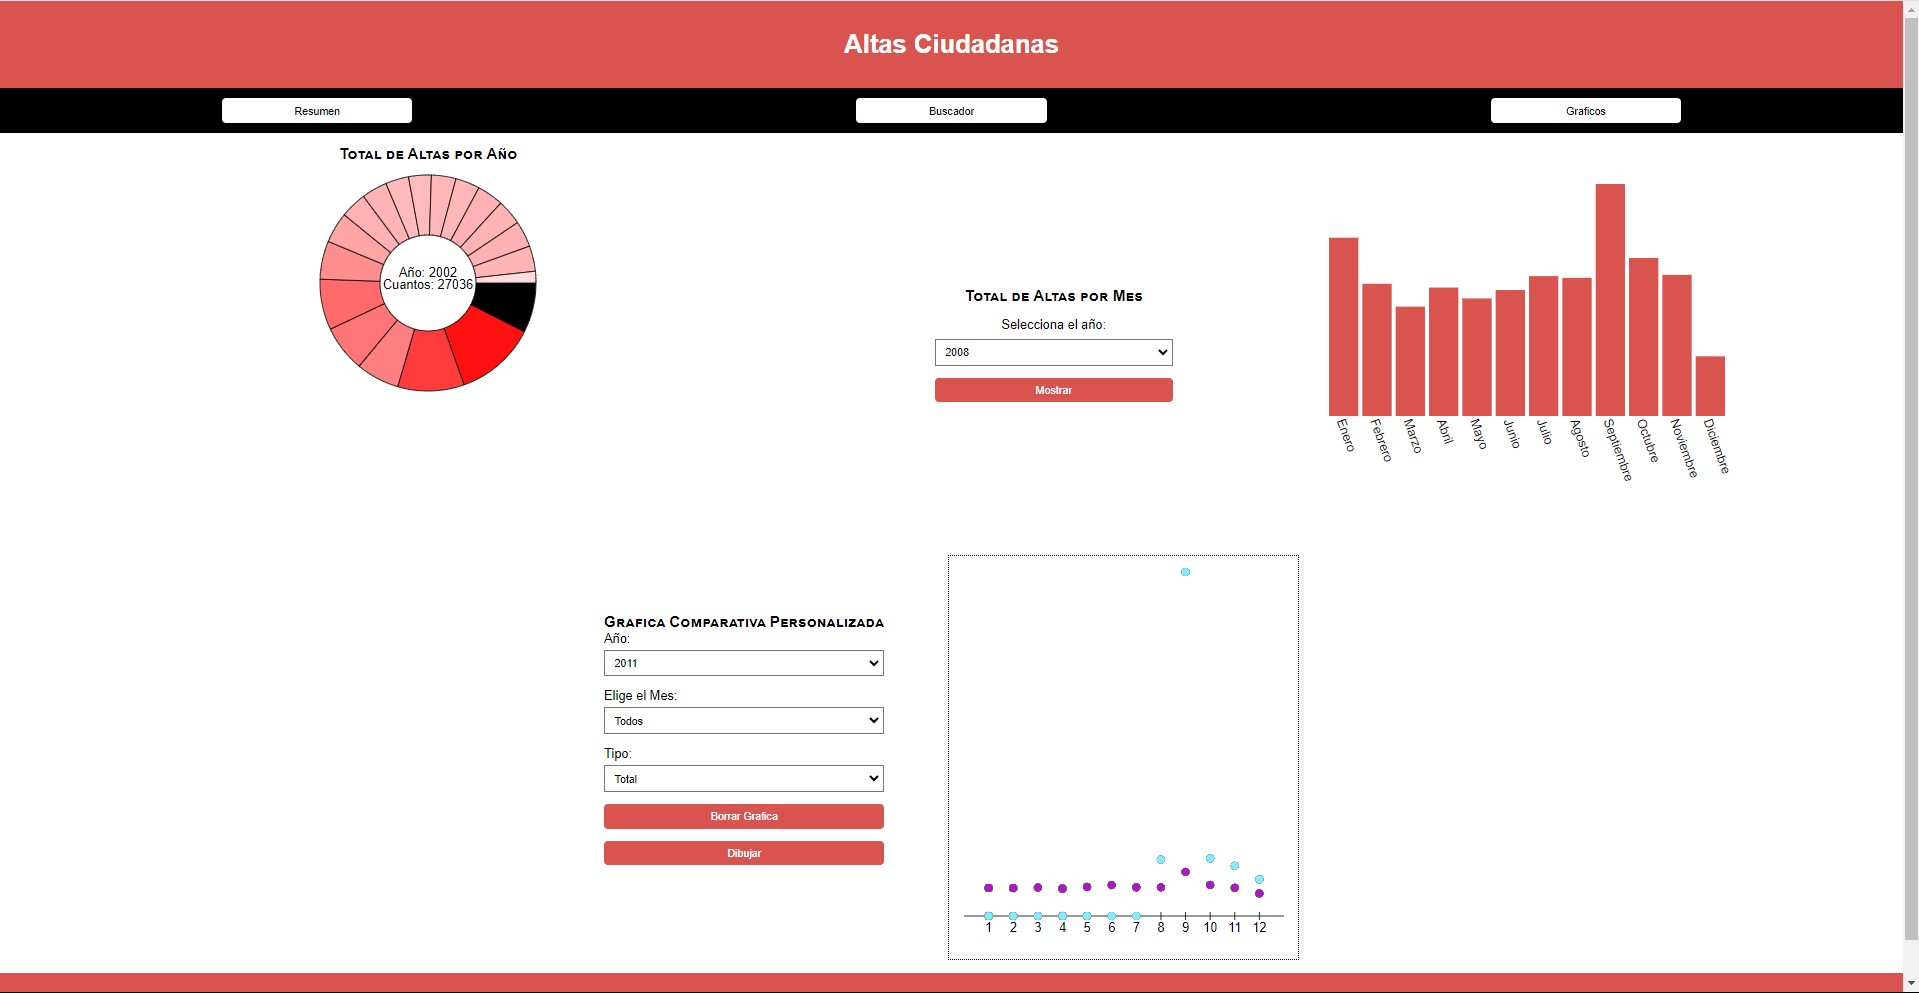 Altas Ciudadanas
Resumen
Buscador
Graficos
Total de Altas por Año
Año: 2002
Cuantos: 27036
Total de Altas por Mes
Selecciona el año:
2008
Mostrar
Enero
Febrero
Marzo
Abril
Mayo
Junio
Julio
Agosto
Septiembre
Octubre
Noviembre
Diciembre
Grafica Comparativa Personalizada
Año:
2011
Elige el Mes:
Todos
Tipo:
Total
Borrar Grafica
Dibujar
1 2 3 4 5 6 7 8 9 10 11 12